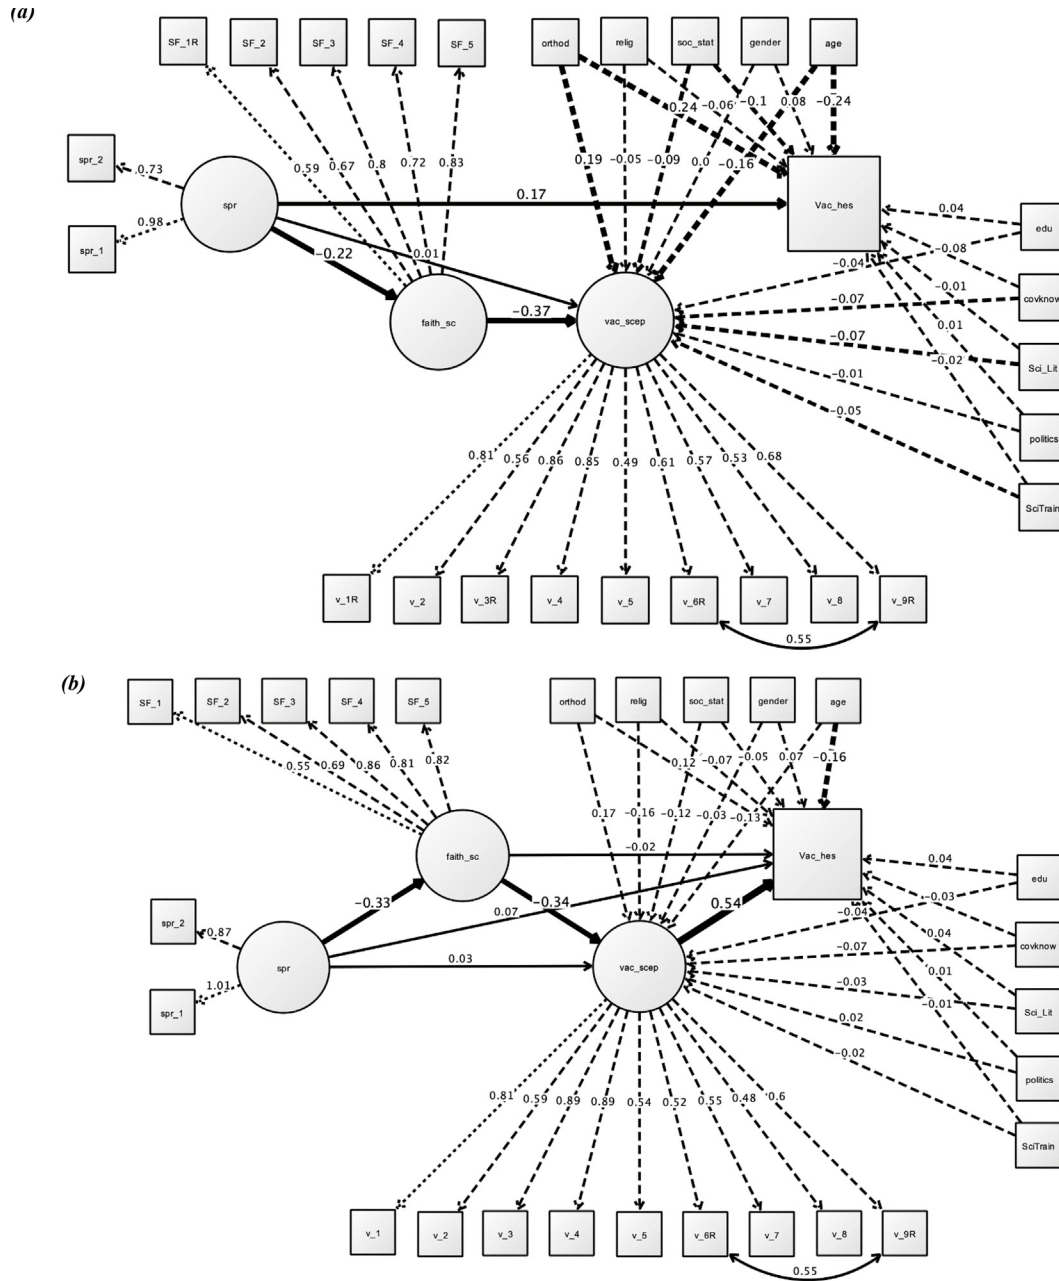 (a)
SF_1R SF_2 SF_3 SF_4 SF_5 orthod relig soc_stat gender age
0.24 −0.06 −0.1 0.08 −0.24
spr_2 0.73 0.59 0.67 0.8 0.72 0.83 0.19 −0.05 −0.09 0.0 −0.16
spr 0.17 Vac_hes 0.04 edu
spr_1 0.98 −0.22 0.01 −0.04 −0.08
−0.07 −0.01 covknow
faith_sc −0.37 vac_scep −0.07 0.01 Sci_Lit
−0.02
−0.01 politics
−0.05
SciTrain
0.81 0.56 0.86 0.85 0.49 0.61 0.57 0.53 0.68
v_1R v_2 v_3R v_4 v_5 v_6R v_7 v_8 v_9R
0.55
(b)
SF_1 SF_2 SF_3 SF_4 SF_5 orthod relig soc_stat gender age
0.55 0.69 0.86 0.81 0.82 0.12 −0.07 −0.05 0.07 −0.16
0.17 −0.16 −0.12 −0.03 −0.13
faith_sc −0.02 Vac_hes 0.04 edu
spr_2 0.87 −0.33 0.07 −0.34 0.54 −0.04 −0.03
spr 0.03 vac_scep −0.07 0.04 covknow
spr_1 1.01 −0.03 0.01 Sci_Lit
−0.01
0.02
−0.02 politics
SciTrain
0.81 0.59 0.89 0.89 0.54 0.52 0.55 0.48 0.6
v_1 v_2 v_3 v_4 v_5 v_6R v_7 v_8 v_9R
0.55